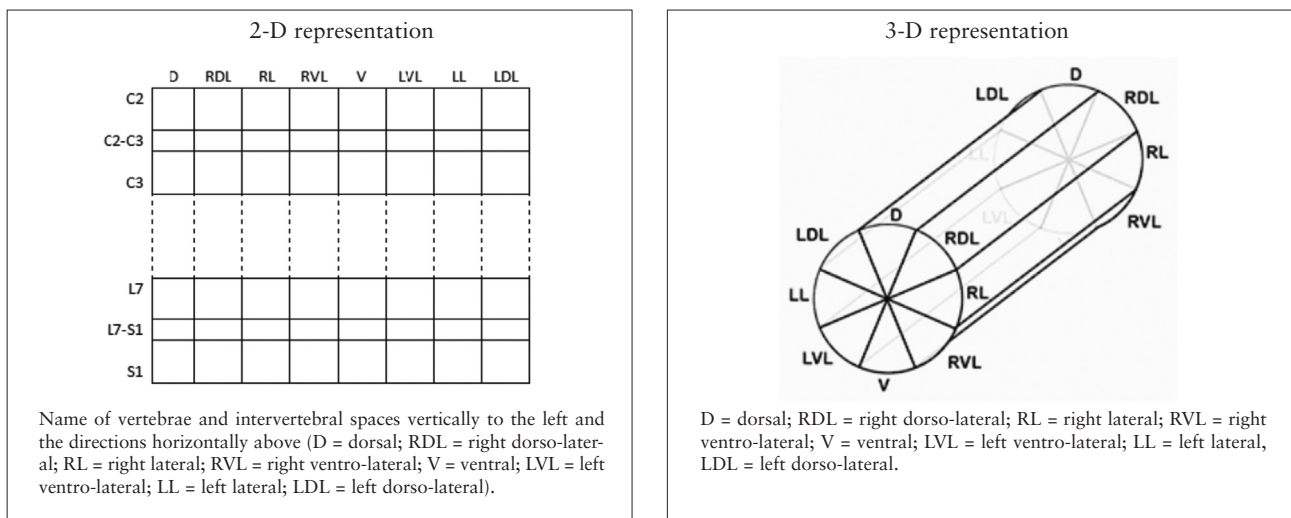 2-D representation
D RDL RL RVL V LVL LL LDL
C2
C2-C3
C3
L7
L7-S1
S1
Name of vertebrae and intervertebral spaces vertically to the left and
the directions horizontally above (D = dorsal; RDL = right dorso-later-
al; RL = right lateral; RVL = right ventro-lateral; V = ventral; LVL = left
ventro-lateral; LL = left lateral; LDL = left dorso-lateral).
3-D representation
D
LDL
RDL
RL
LL
LVL
V
RVL
D
LDL
RDL
LL
RL
LVL
RVL
V
D = dorsal; RDL = right dorso-lateral; RL = right lateral; RVL = right
ventro-lateral; V = ventral; LVL = left ventro-lateral; LL = left lateral,
LDL = left dorso-lateral.